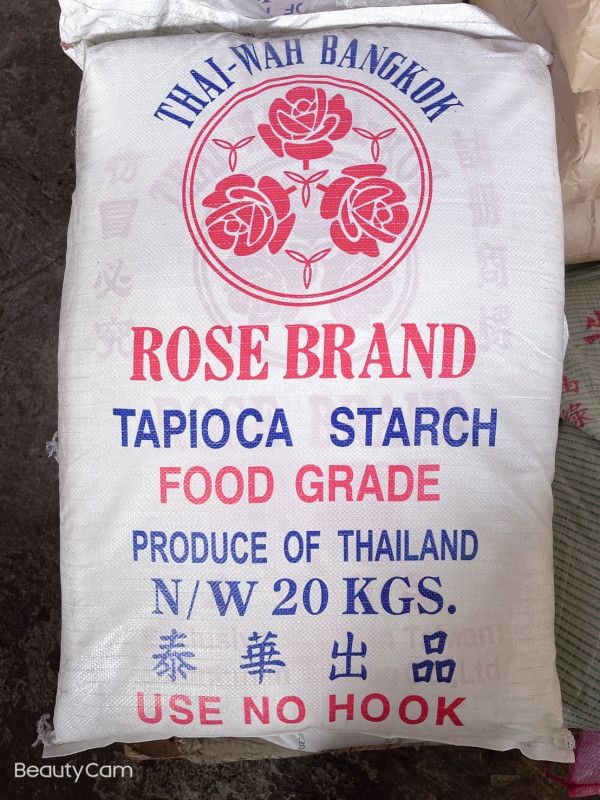 THAI-WAH BANGKOK
ROSE BRAND
TAPIOCA STARCH
FOOD GRADE
PRODUCE OF THAILAND
N/W 20 KGS.
泰華出品
USE NO HOOK
BeautyCam